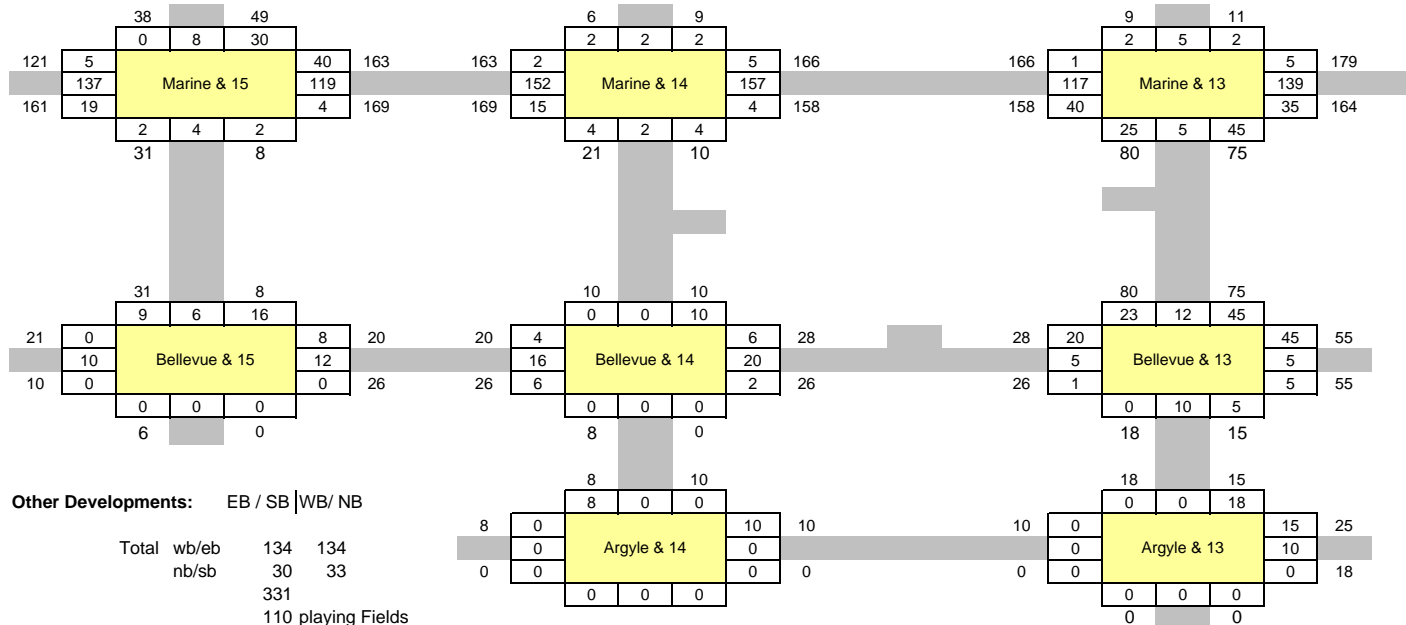 38 49 6 9 9 11
0 8 30 2 2 2 2 5 2
121 5 40 163 163 2 5 166 166 1 5 179
137 Marine & 15 119 152 Marine & 14 157 117 Marine & 13 139
161 19 4 169 169 15 4 158 158 40 35 164
2 4 2 4 2 4 25 5 45
31 8 21 10 80 75
31 8 10 10 80 75
9 6 16 0 0 10 23 12 45
21 0 8 20 20 4 6 28 28 20 45 55
10 Bellevue & 15 12 16 Bellevue & 14 20 5 Bellevue & 13 5
10 0 0 26 26 6 2 26 26 1 5 55
0 0 0 0 0 0 0 10 5
6 0 8 0 18 15
8 10 18 15
Other Developments: EB / SB WB/ NB 8 0 0 0 0 18
8 0 10 10 10 0 15 25
Total wb/eb 134 134 0 Argyle & 14 0 0 Argyle & 13 10
nb/sb 30 33 0 0 0 0 0 0 0 18
331 0 0 0 0 0 0
110 playing Fields 0 0